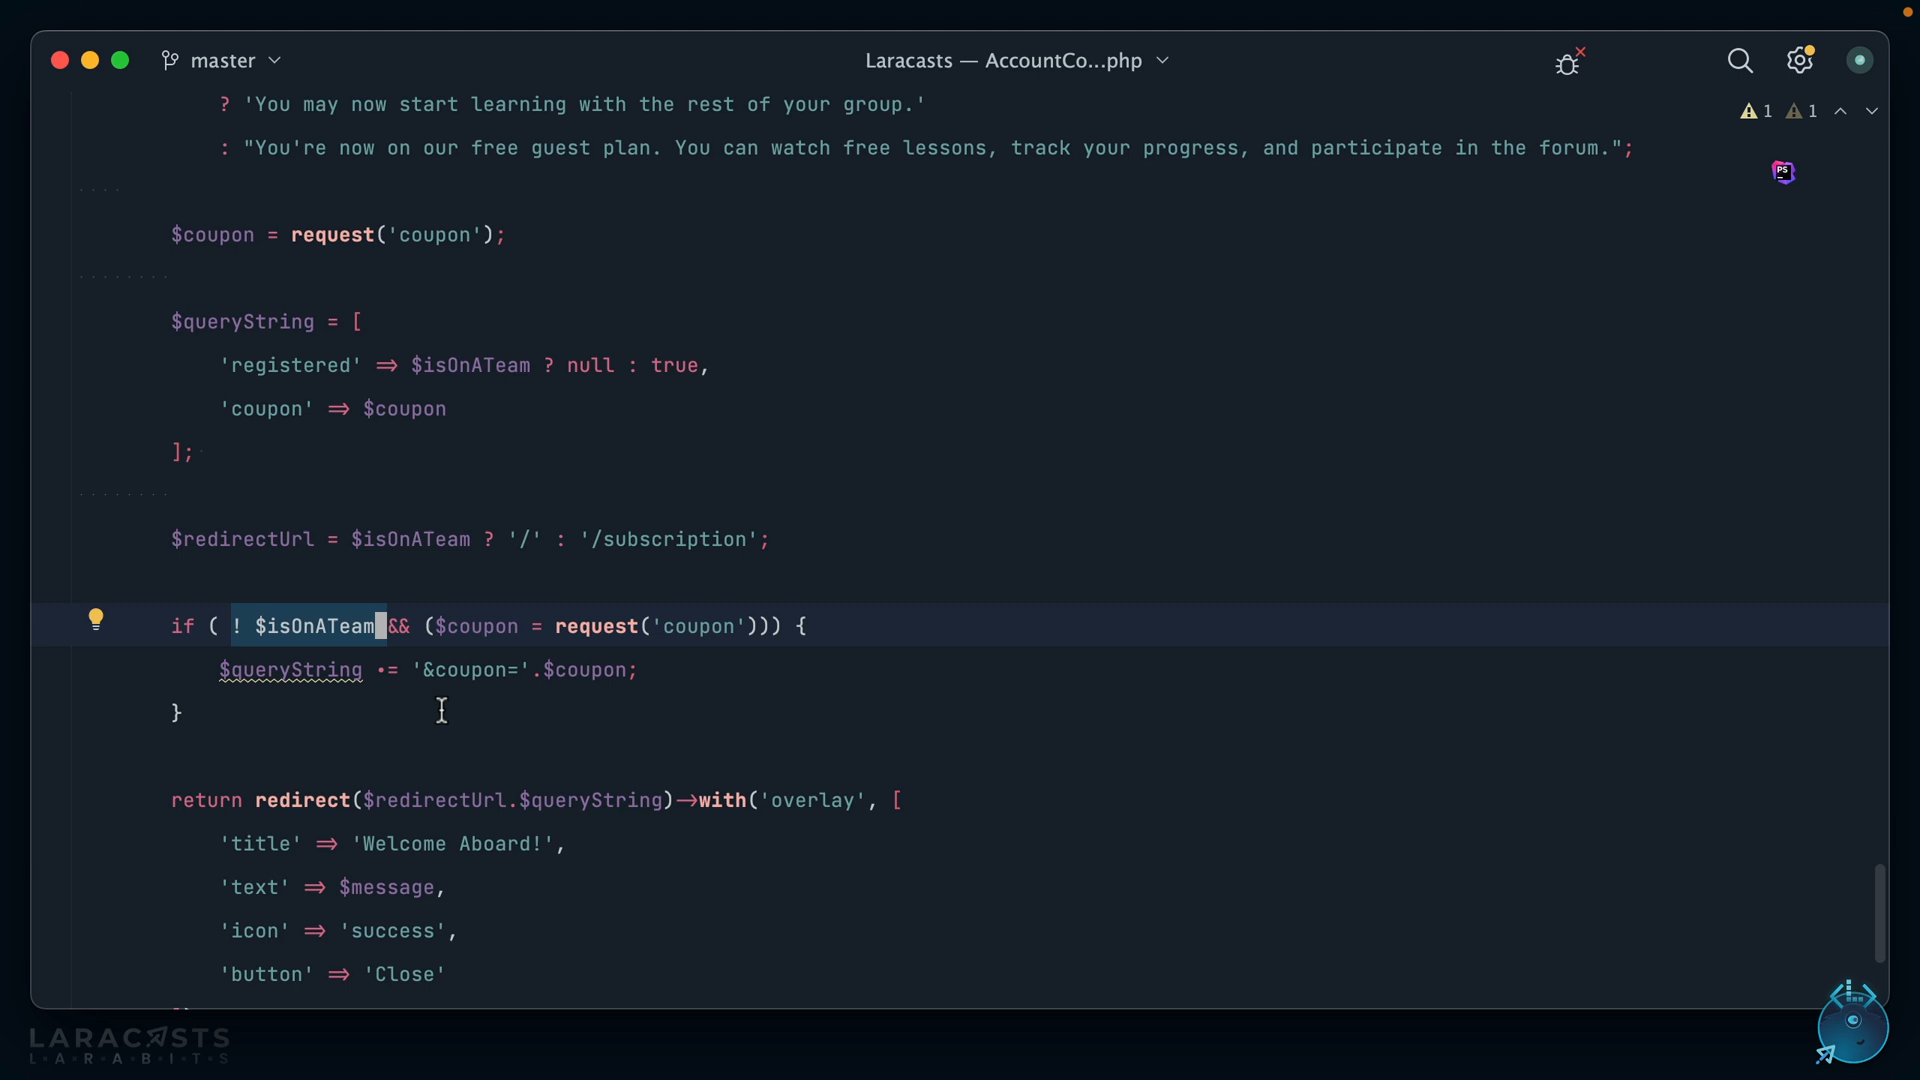 master
Laracasts — AccountCo...php
1 1
? 'You may now start learning with the rest of your group.'
: "You're now on our free guest plan. You can watch free lessons, track your progress, and participate in the forum.";
PS
$coupon = request('coupon');
$queryString = [
'registered' => $isOnATeam ? null : true,
'coupon' => $coupon
];
$redirectUrl = $isOnATeam ? '/' : '/subscription';
if ( ! $isOnATeam && ($coupon = request('coupon'))) {
$queryString .= '&coupon='.$coupon;
}
return redirect($redirectUrl.$queryString)->with('overlay', [
'title' => 'Welcome Aboard!',
'text' => $message,
'icon' => 'success',
'button' => 'Close'
LARACASTS
L·A·R·A·B·I·T·S